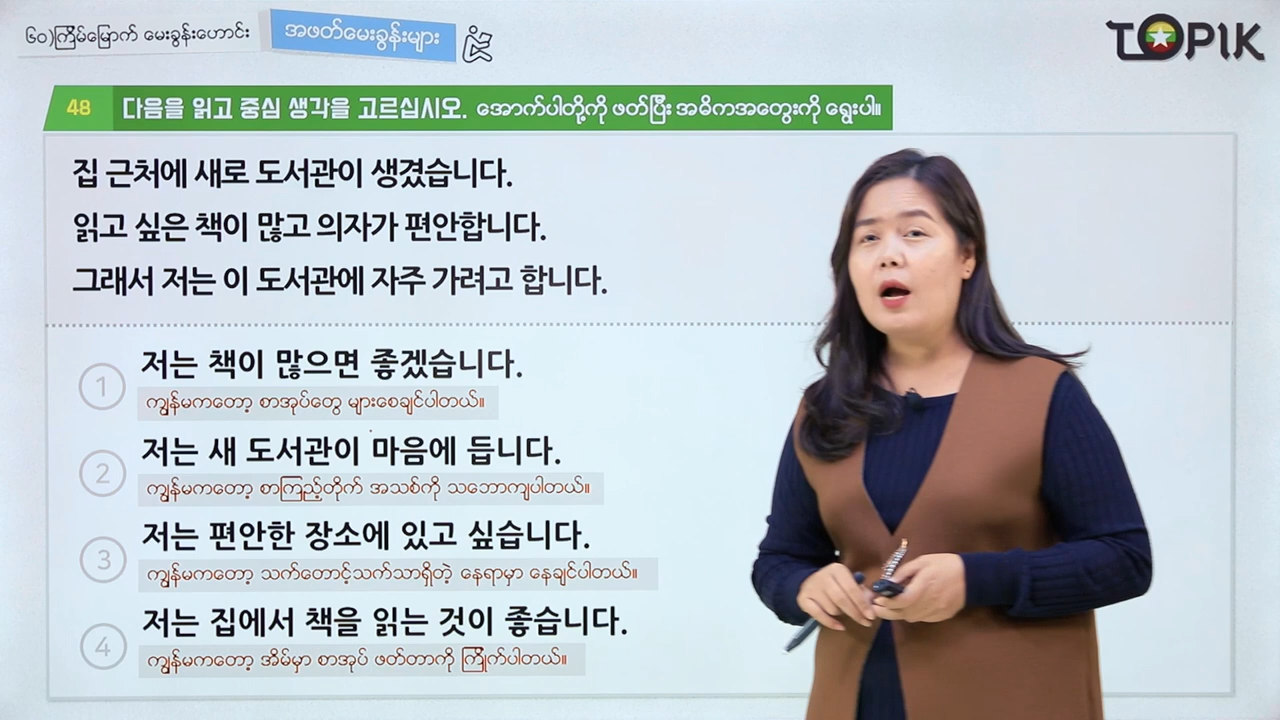 ၆၀)ကြိမ်မြောက် မေးခွန်းဟောင်း
အဖတ်မေးခွန်းများ
TOPIK
48 다음을 읽고 중심 생각을 고르십시오. အောက်ပါတို့ကို ဖတ်ပြီး အဓိကအတွေးကို ရွေးပါ။
집 근처에 새로 도서관이 생겼습니다.
읽고 싶은 책이 많고 의자가 편안합니다.
그래서 저는 이 도서관에 자주 가려고 합니다.
1 저는 책이 많으면 좋겠습니다.
ကျွန်မကတော့ စာအုပ်တွေ များစေချင်ပါတယ်။
2 저는 새 도서관이 마음에 듭니다.
ကျွန်မကတော့ စာကြည့်တိုက် အသစ်ကို သဘောကျပါတယ်။
3 저는 편안한 장소에 있고 싶습니다.
ကျွန်မကတော့ သက်တောင့်သက်သာရှိတဲ့ နေရာမှာ နေချင်ပါတယ်။
4 저는 집에서 책을 읽는 것이 좋습니다.
ကျွန်မကတော့ အိမ်မှာ စာအုပ် ဖတ်တာကို ကြိုက်ပါတယ်။